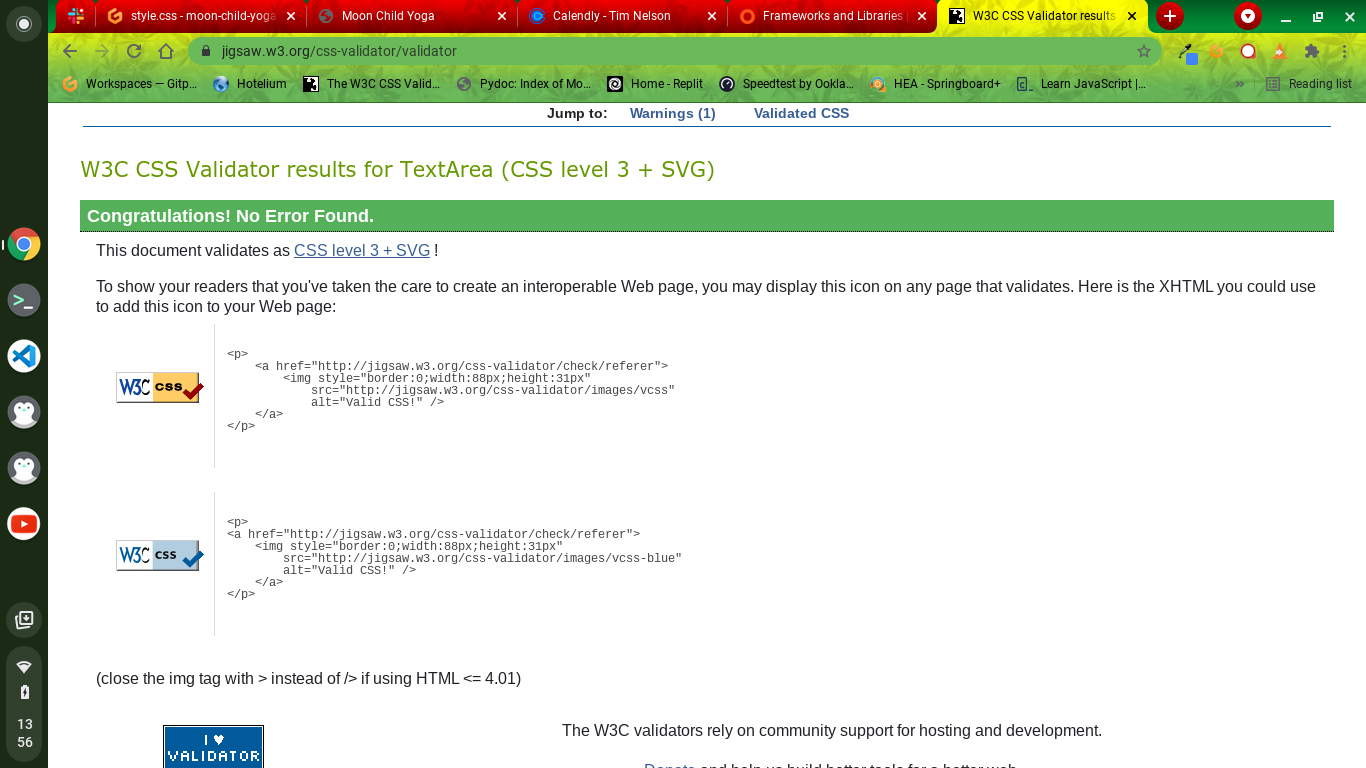 style.css - moon-child-yoga
Moon Child Yoga
Calendly - Tim Nelson
Frameworks and Libraries |
W3C CSS Validator results
jigsaw.w3.org/css-validator/validator
Workspaces — Gitp...
Hotelium
The W3C CSS Valid...
Pydoc: Index of Mo...
Home - Replit
Speedtest by Ookla...
HEA - Springboard+
Learn JavaScript |...
»
Reading list
Jump to: Warnings (1) Validated CSS
W3C CSS Validator results for TextArea (CSS level 3 + SVG)
Congratulations! No Error Found.
This document validates as CSS level 3 + SVG !
To show your readers that you've taken the care to create an interoperable Web page, you may display this icon on any page that validates. Here is the XHTML you could use
to add this icon to your Web page:
W3C css
<p>
<a href="http://jigsaw.w3.org/css-validator/check/referer">
<img style="border:0;width:88px;height:31px"
src="http://jigsaw.w3.org/css-validator/images/vcss"
alt="Valid CSS!" />
</a>
</p>
W3C css
<p>
<a href="http://jigsaw.w3.org/css-validator/check/referer">
<img style="border:0;width:88px;height:31px"
src="http://jigsaw.w3.org/css-validator/images/vcss-blue"
alt="Valid CSS!" />
</a>
</p>
(close the img tag with > instead of /> if using HTML <= 4.01)
I ♥
VALIDATOR
The W3C validators rely on community support for hosting and development.
Donate and help us build better tools for a better web.
13
56